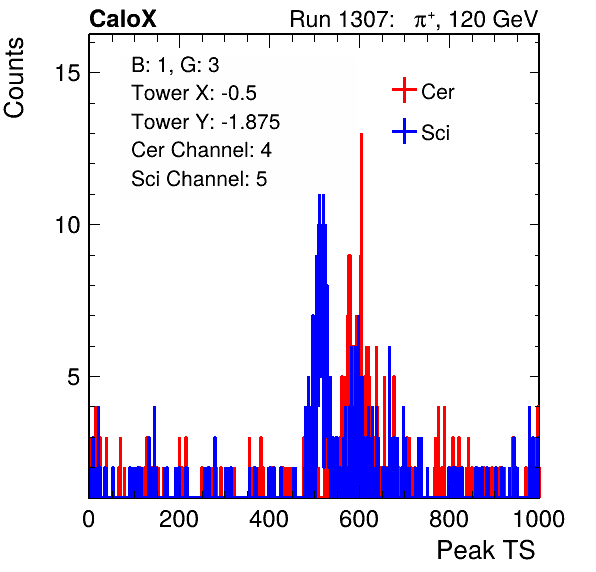 CaloX Run 1307: π+, 120 GeV
Counts
B: 1, G: 3
Tower X: -0.5
Tower Y: -1.875
Cer Channel: 4
Sci Channel: 5
Cer
Sci
15
10
5
0 200 400 600 800 1000
Peak TS